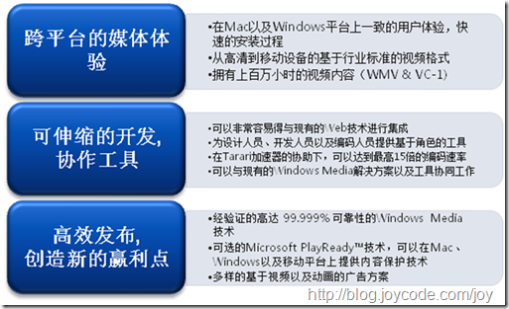 跨平台的媒体体
验
• 在Mac以及Windows平台上一致的用户体验，快
速的安装过程
• 从高清到移动设备的基于行业标准的视频格式
• 拥有上百万小时的视频内容（WMV & VC-1)
可伸缩的开发,
协作工具
• 可以非常容易得与现有的Web技术进行集成
• 为设计人员、开发人员以及编码人员提供基于角色的工具
• 在Tarari加速器的协助下，可以达到最高15倍的编码速率
• 可以与现有的Windows Media解决方案以及工具协同工作
高效发布,
创造新的赢利点
• 经验证的高达 99.999% 可靠性的Windows Media
技术
• 可选的Microsoft PlayReady™技术，可以在Mac、
Windows以及移动平台上提供内容保护技术
• 多样的基于视频以及动画的广告方案
http://blog.joycode.com/joy